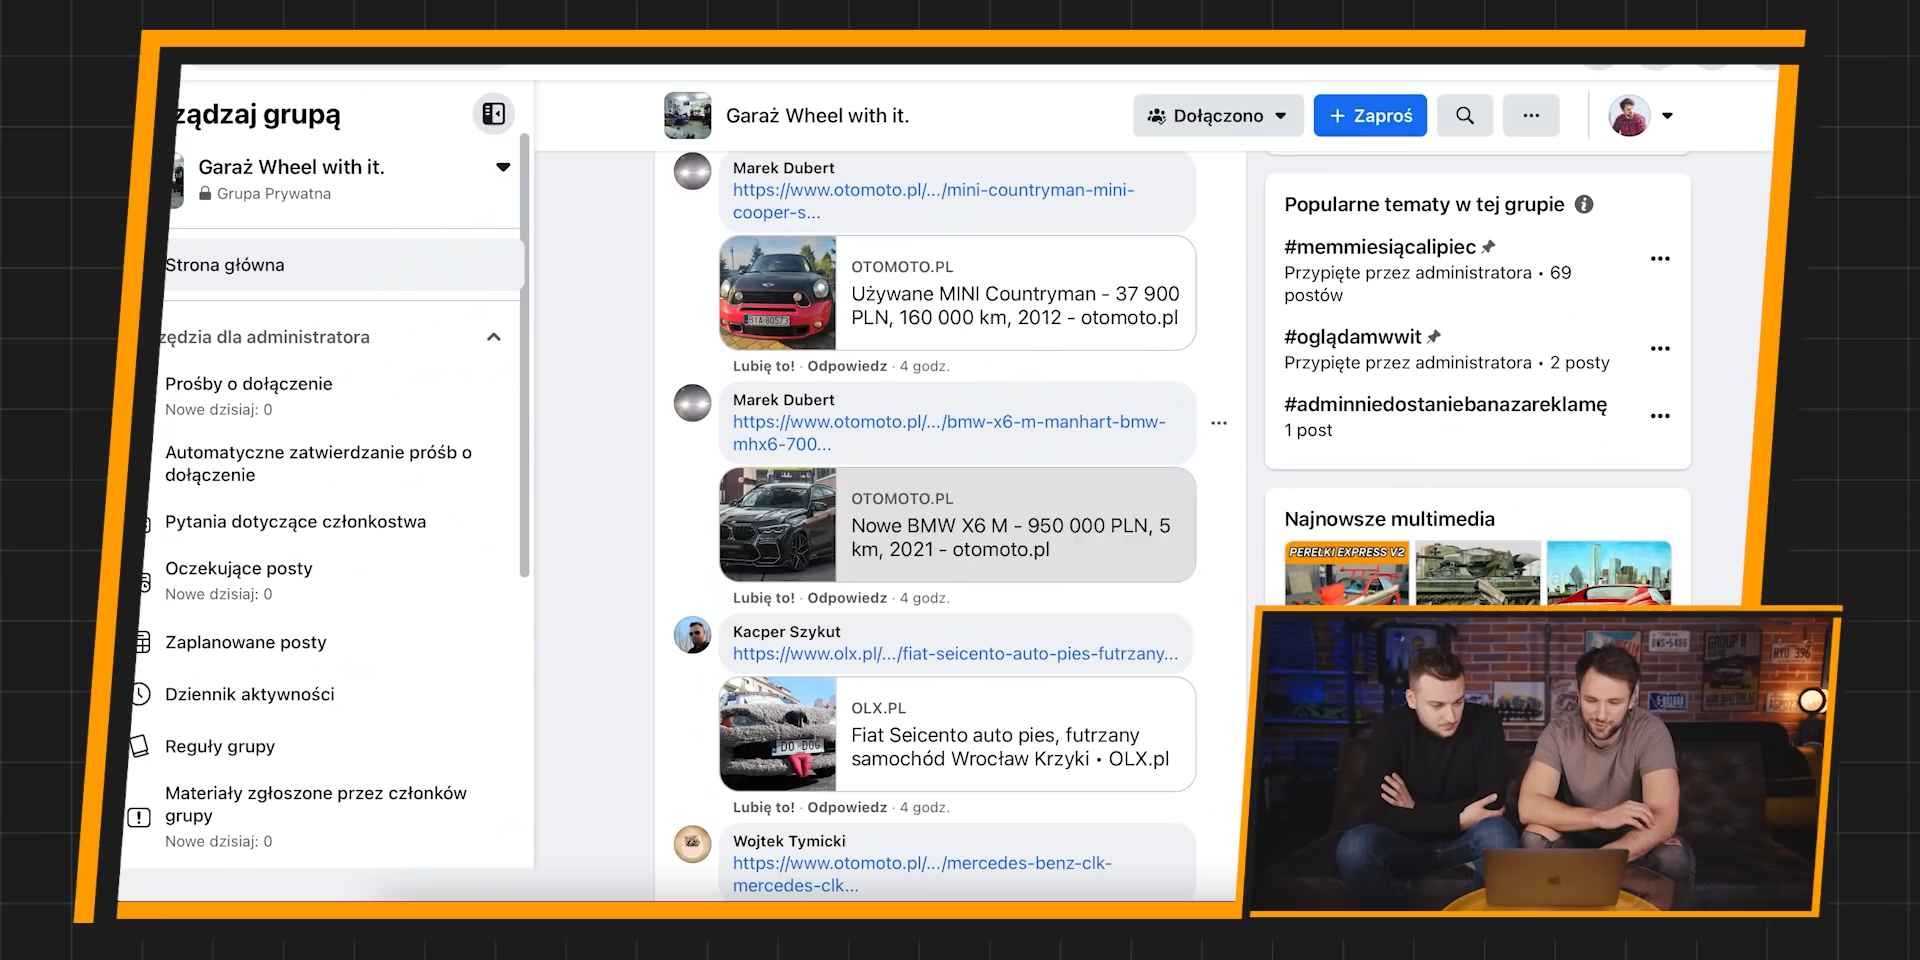 ządzaj grupą
Garaż Wheel with it.
Grupa Prywatna
Strona główna
zędzia dla administratora
Prośby o dołączenie
Nowe dzisiaj: 0
Automatyczne zatwierdzanie próśb o
dołączenie
Pytania dotyczące członkostwa
Oczekujące posty
Nowe dzisiaj: 0
Zaplanowane posty
Dziennik aktywności
Reguły grupy
Materiały zgłoszone przez członków
grupy
Nowe dzisiaj: 0
Garaż Wheel with it.
Dołączono
+ Zaproś
Marek Dubert
https://www.otomoto.pl/.../mini-countryman-mini-
cooper-s...
OTOMOTO.PL
Używane MINI Countryman - 37 900
PLN, 160 000 km, 2012 - otomoto.pl
BIA 80573
Lubię to! · Odpowiedz · 4 godz.
Marek Dubert
https://www.otomoto.pl/.../bmw-x6-m-manhart-bmw-
mhx6-700...
OTOMOTO.PL
Nowe BMW X6 M - 950 000 PLN, 5
km, 2021 - otomoto.pl
Lubię to! · Odpowiedz · 4 godz.
Kacper Szykut
https://www.olx.pl/.../fiat-seicento-auto-pies-futrzany...
OLX.PL
Fiat Seicento auto pies, futrzany
samochód Wrocław Krzyki • OLX.pl
DO DOG
Lubię to! · Odpowiedz · 4 godz.
Wojtek Tymicki
https://www.otomoto.pl/.../mercedes-benz-clk-
mercedes-clk...
Popularne tematy w tej grupie
#memmiesiącalipiec
Przypięte przez administratora • 69
postów
#oglądamwwit
Przypięte przez administratora • 2 posty
#adminniedostaniebanazareklamę
1 post
Najnowsze multimedia
PEREŁKI EXPRESS V2
GROUP B
RYU 396